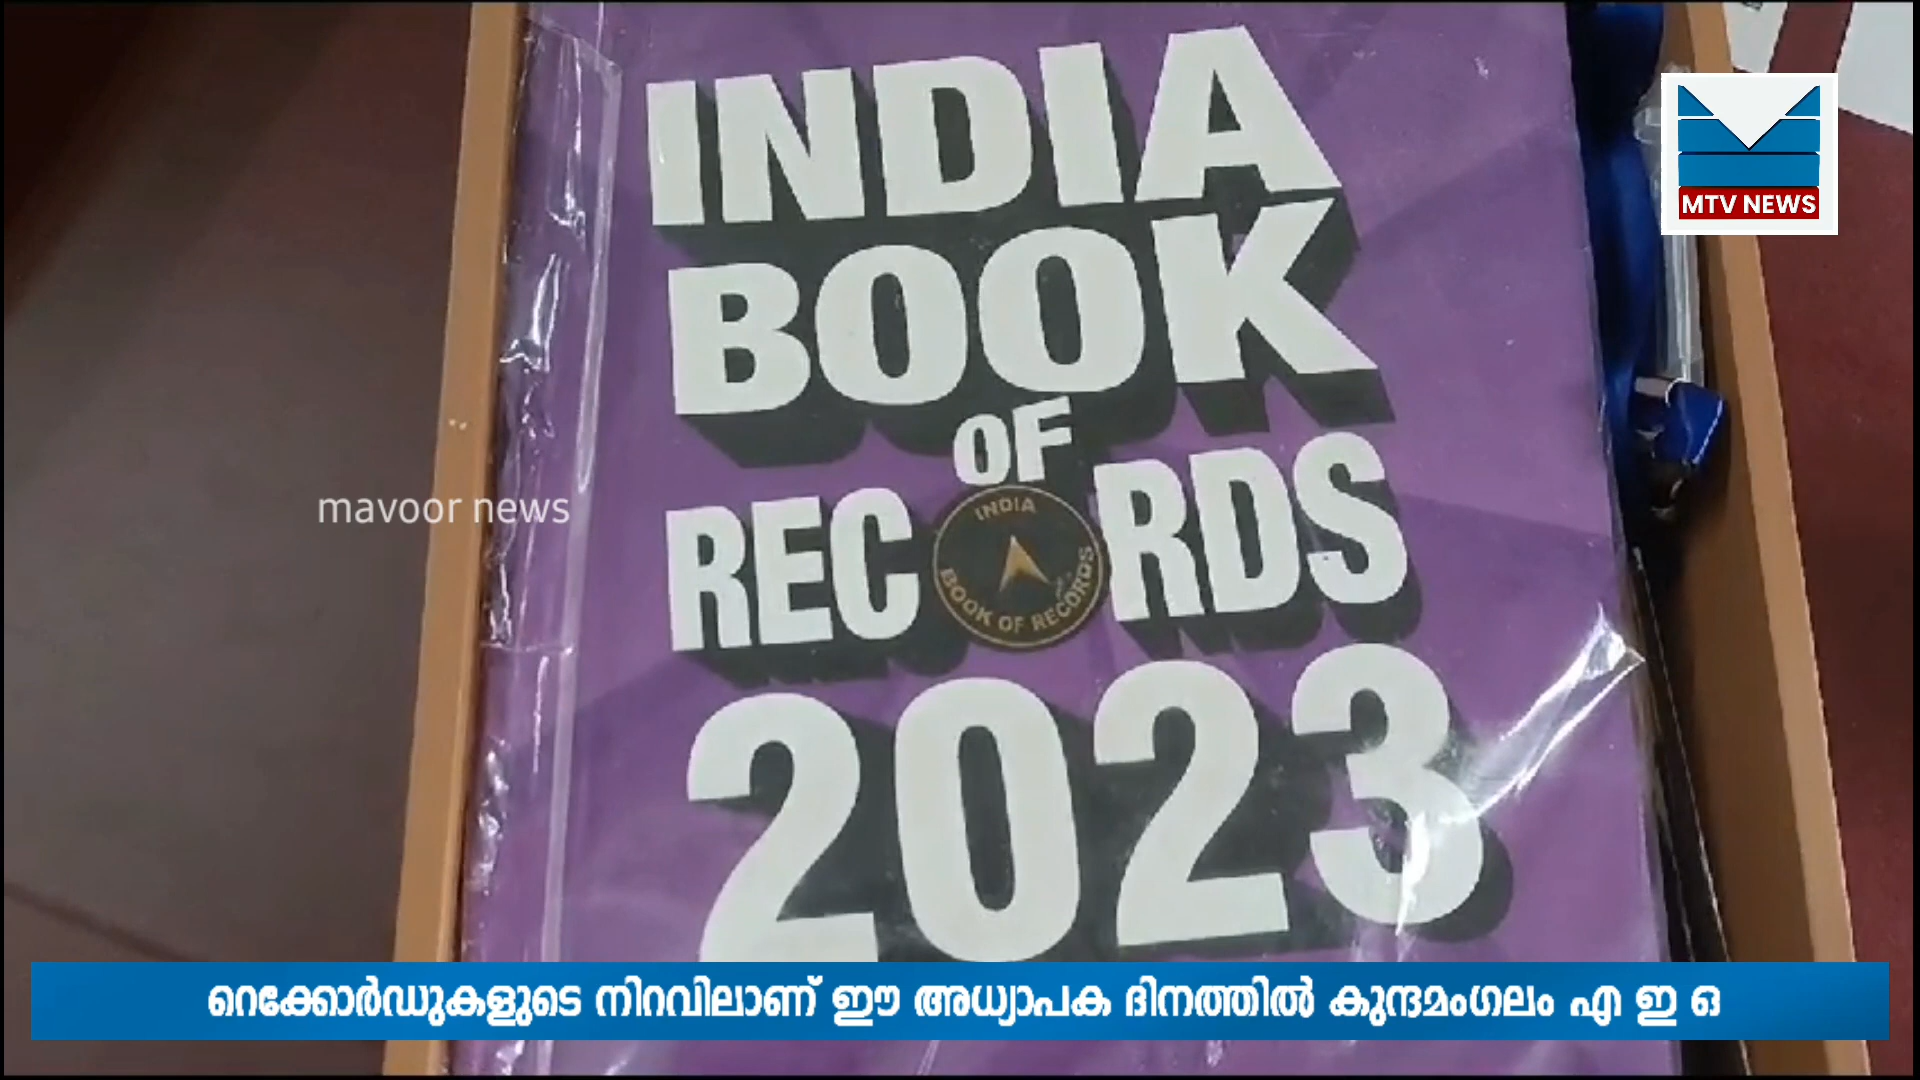 INDIA
BOOK
OF
REC RDS
INDIA
BOOK OF RECORDS
2023
MTV NEWS
mavoor news
റെക്കോർഡുകളുടെ നിറവിലാണ് ഈ അധ്യാപക ദിനത്തിൽ കുന്ദമംഗലം എ ഇ ഒ